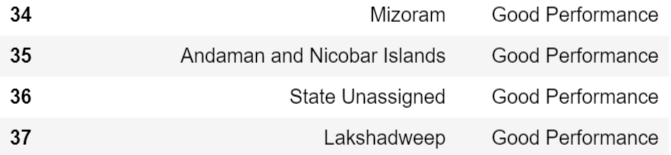 34 Mizoram Good Performance
35 Andaman and Nicobar Islands Good Performance
36 State Unassigned Good Performance
37 Lakshadweep Good Performance